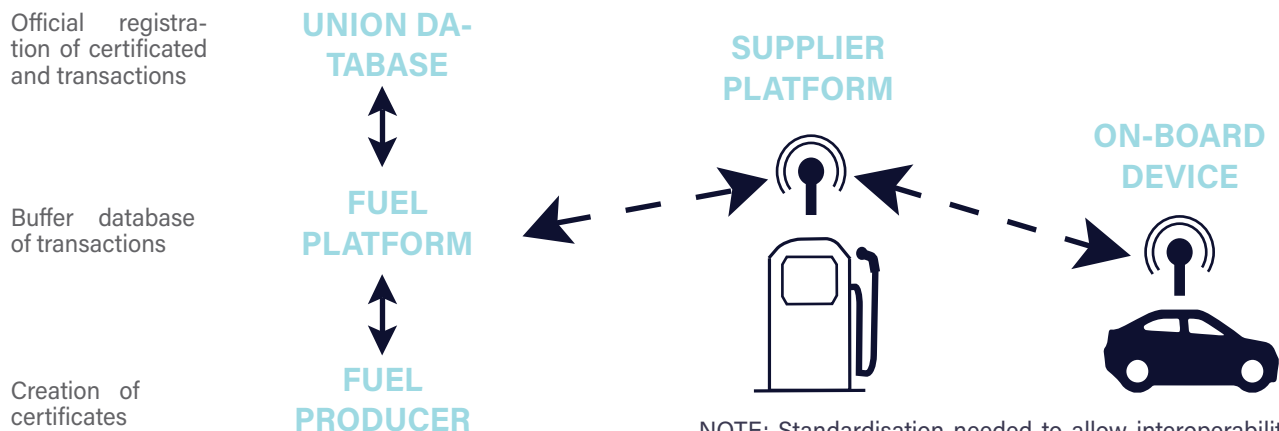 Official registra-
tion of certificated
and transactions
UNION DA-
TABASE
SUPPLIER
PLATFORM
ON-BOARD
DEVICE
Buffer database
of transactions
FUEL
PLATFORM
Creation of
certificates
FUEL
PRODUCER
NOTE: Standardisation needed to allow interoperabilit